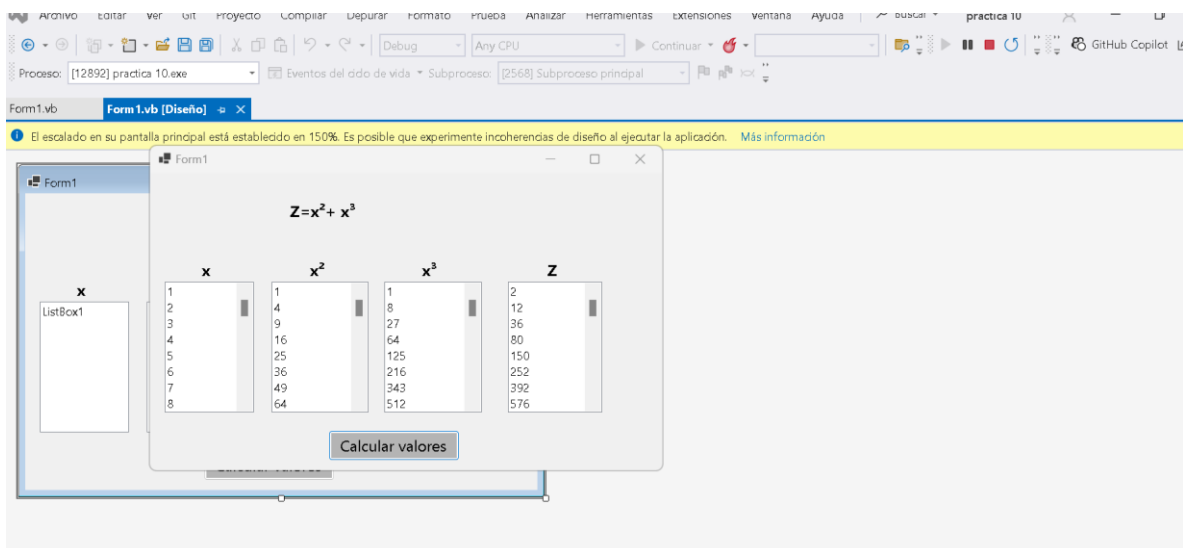 Archivo Editar Ver Git Proyecto Compilar Depurar Formato Prueba Analizar Herramientas Extensiones Ventana Ayuda Buscar practica 10
Debug Any CPU Continuar GitHub Copilot
Proceso: [12892] practica 10.exe Eventos del ciclo de vida Subproceso: [2568] Subproceso principal
Form1.vb Form1.vb [Diseño]
El escalado en su pantalla principal está establecido en 150%. Es posible que experimente incoherencias de diseño al ejecutar la aplicación. Más información
Form1
x
ListBox1
Form1
Z=x²+ x³
x x² x³ Z
1 1 1 2
2 4 8 12
3 9 27 36
4 16 64 80
5 25 125 150
6 36 216 252
7 49 343 392
8 64 512 576
Calcular valores